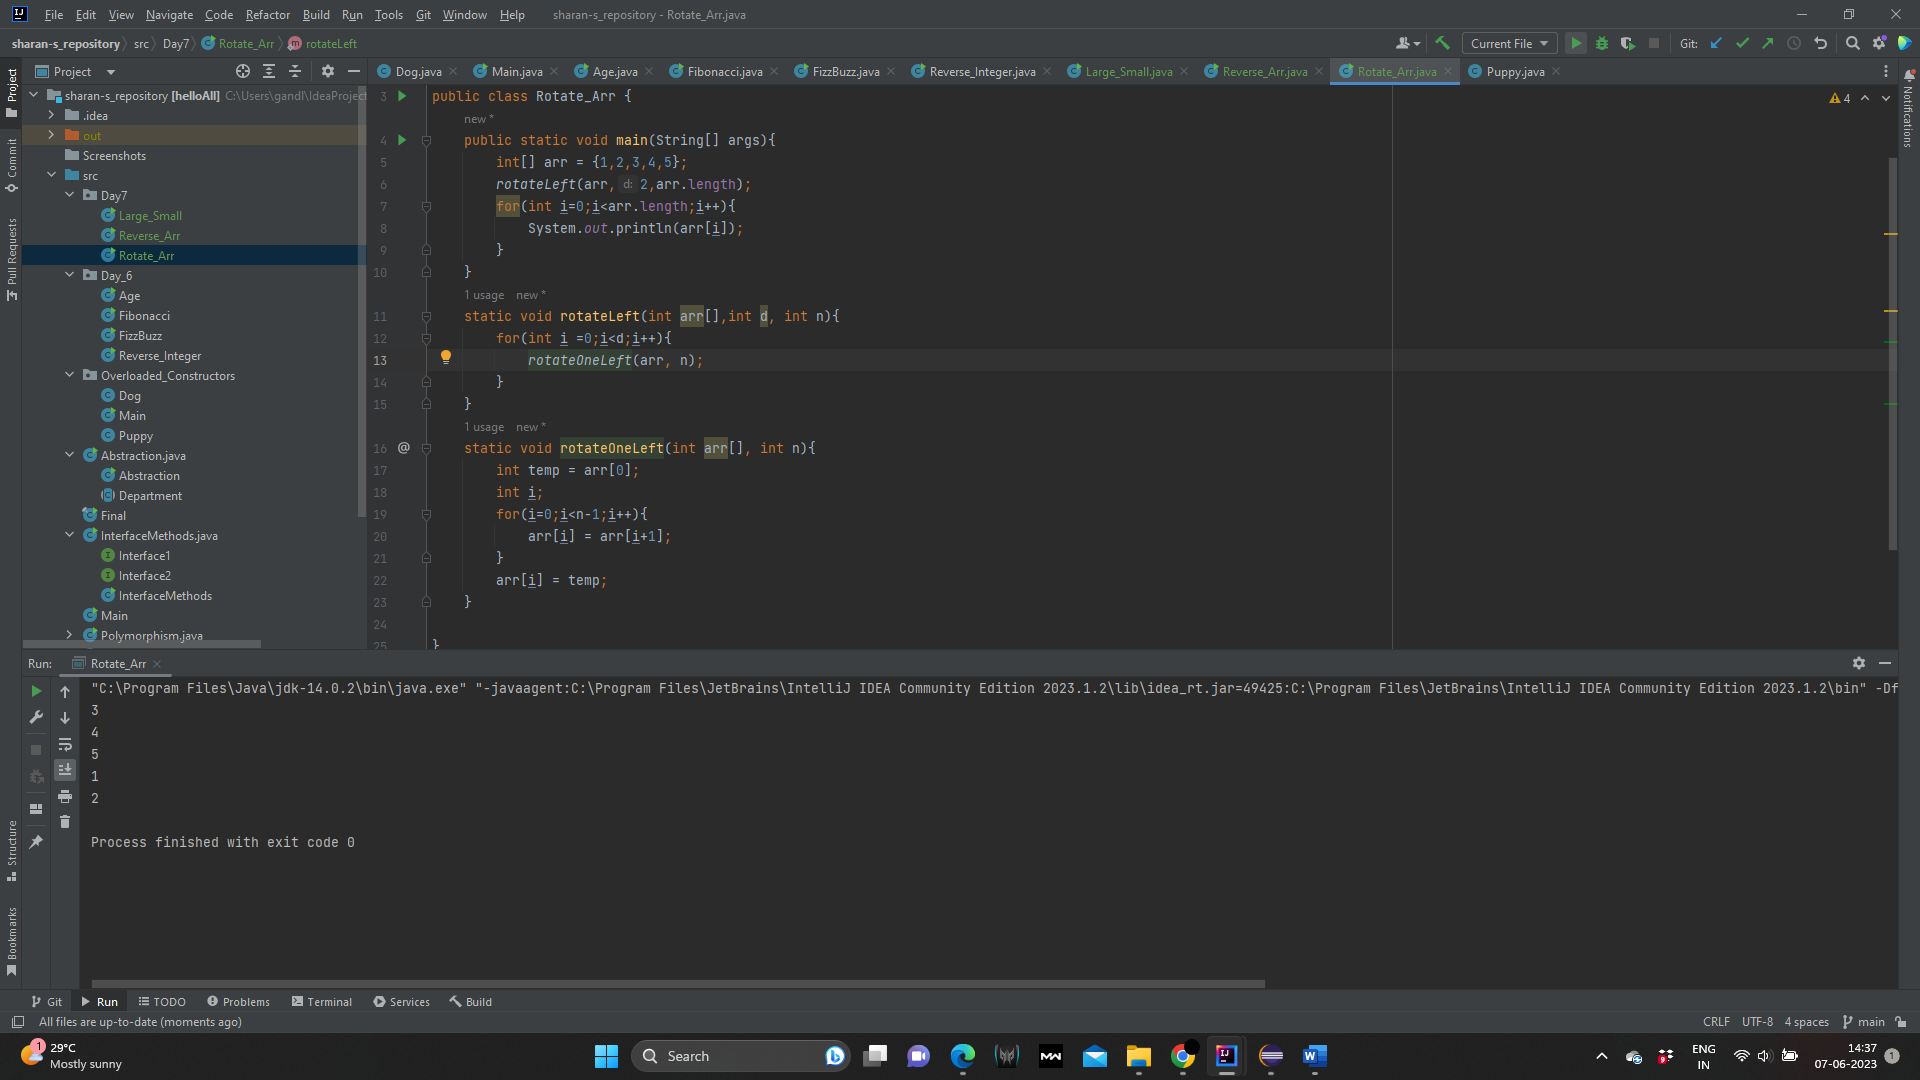 File Edit View Navigate Code Refactor Build Run Tools Git Window Help sharan-s_repository - Rotate_Arr.java
sharan-s_repository src Day7 Rotate_Arr rotateLeft Current File Git:
Project Dog.java Main.java Age.java Fibonacci.java FizzBuzz.java Reverse_Integer.java Large_Small.java Reverse_Arr.java Rotate_Arr.java Puppy.java
Project
Commit
Pull Requests
Structure
Bookmarks
Notifications
sharan-s_repository [helloAll] C:\Users\gandl\IdeaProject
.idea
out
Screenshots
src
Day7
Large_Small
Reverse_Arr
Rotate_Arr
Day_6
Age
Fibonacci
FizzBuzz
Reverse_Integer
Overloaded_Constructors
Dog
Main
Puppy
Abstraction.java
Abstraction
Department
Final
InterfaceMethods.java
Interface1
Interface2
InterfaceMethods
Main
Polymorphism.java
4
3 public class Rotate_Arr {
new *
4 public static void main(String[] args){
5 int[] arr = {1,2,3,4,5};
6 rotateLeft(arr, d: 2,arr.length);
7 for(int i=0;i<arr.length;i++){
8 System.out.println(arr[i]);
9 }
10 }
1 usage new *
11 static void rotateLeft(int arr[],int d, int n){
12 for(int i =0;i<d;i++){
13 rotateOneLeft(arr, n);
14 }
15 }
1 usage new *
16 @ static void rotateOneLeft(int arr[], int n){
17 int temp = arr[0];
18 int i;
19 for(i=0;i<n-1;i++){
20 arr[i] = arr[i+1];
21 }
22 arr[i] = temp;
23 }
24
25 }
Run: Rotate_Arr
"C:\Program Files\Java\jdk-14.0.2\bin\java.exe" "-javaagent:C:\Program Files\JetBrains\IntelliJ IDEA Community Edition 2023.1.2\lib\idea_rt.jar=49425:C:\Program Files\JetBrains\IntelliJ IDEA Community Edition 2023.1.2\bin" -Df
3
4
5
1
2
Process finished with exit code 0
Git Run TODO Problems Terminal Services Build
All files are up-to-date (moments ago) CRLF UTF-8 4 spaces main
1 29°C
Mostly sunny
Search
ENG
IN
14:37
07-06-2023
1